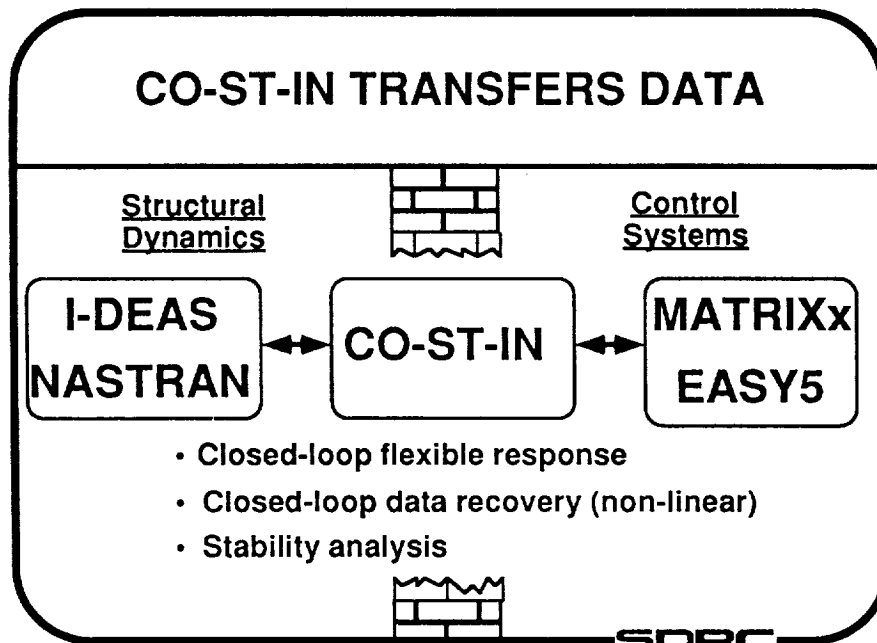 CO-ST-IN TRANSFERS DATA
Structural
Dynamics
Control
Systems
I-DEAS
NASTRAN
CO-ST-IN
MATRIXx
EASY5
• Closed-loop flexible response
• Closed-loop data recovery (non-linear)
• Stability analysis
SDRC